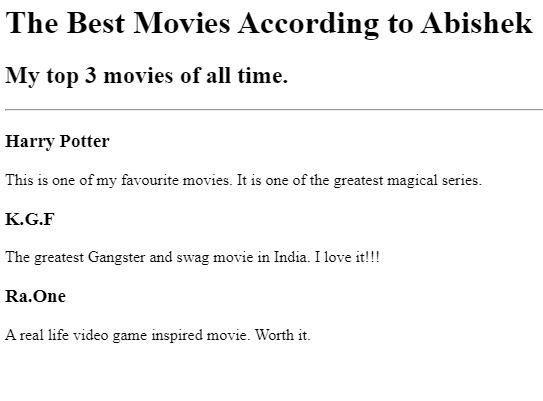 The Best Movies According to Abishek
My top 3 movies of all time.
Harry Potter
This is one of my favourite movies. It is one of the greatest magical series.
K.G.F
The greatest Gangster and swag movie in India. I love it!!!
Ra.One
A real life video game inspired movie. Worth it.